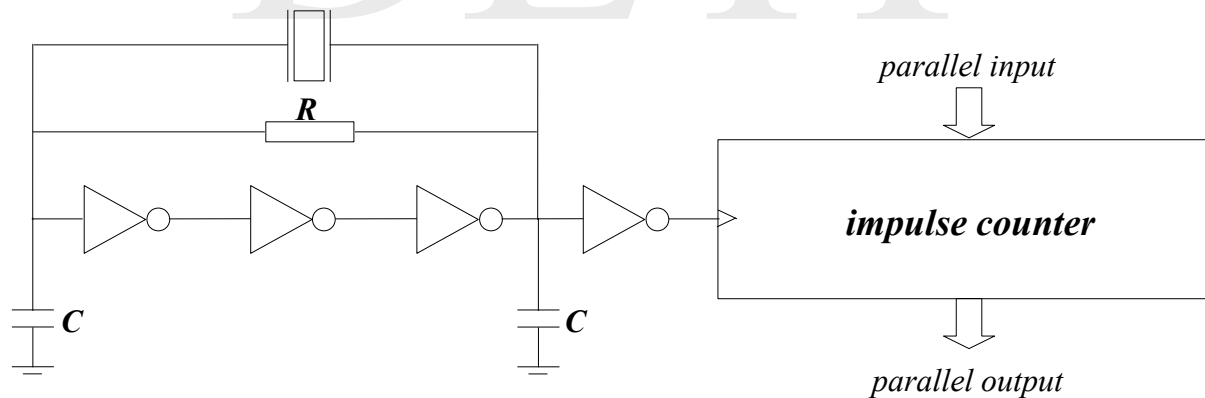 parallel input
R
impulse counter
C
C
parallel output